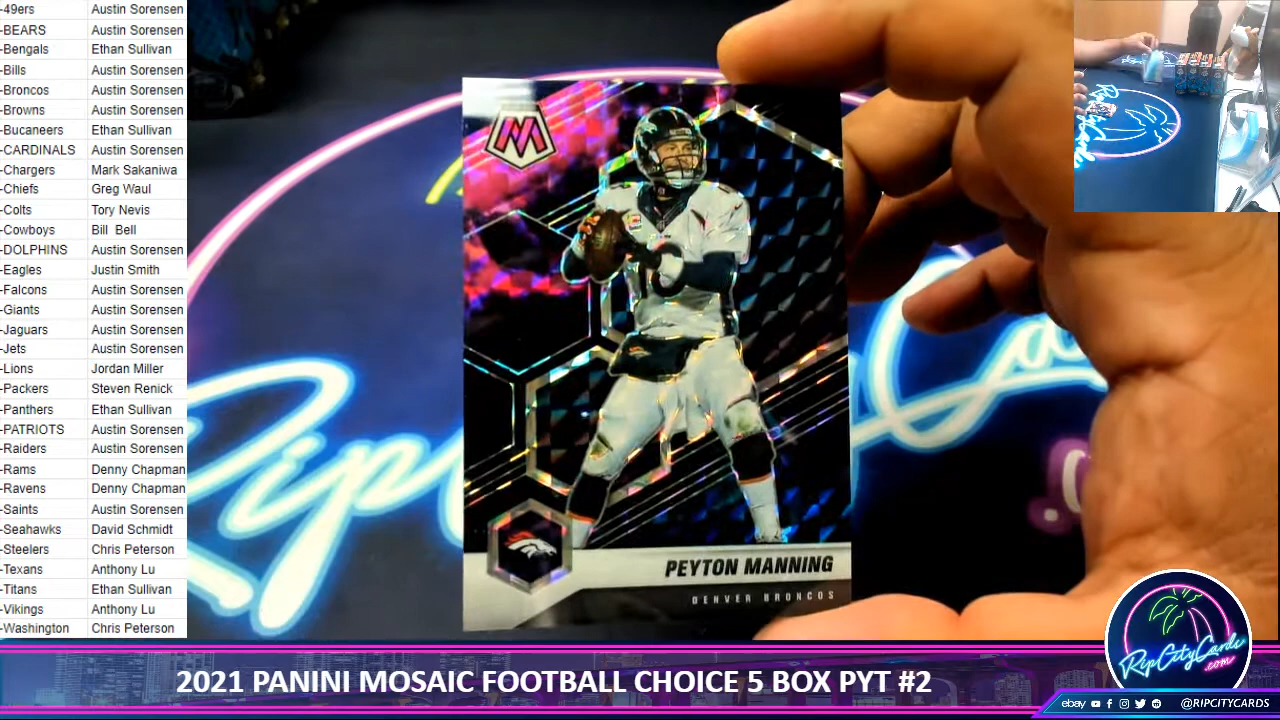 -49ers Austin Sorensen
-BEARS Austin Sorensen
-Bengals Ethan Sullivan
-Bills Austin Sorensen
-Broncos Austin Sorensen
-Browns Austin Sorensen
-Bucaneers Ethan Sullivan
-CARDINALS Austin Sorensen
-Chargers Mark Sakaniwa
-Chiefs Greg Waul
-Colts Tory Nevis
-Cowboys Bill Bell
-DOLPHINS Austin Sorensen
-Eagles Justin Smith
-Falcons Austin Sorensen
-Giants Austin Sorensen
-Jaguars Austin Sorensen
-Jets Austin Sorensen
-Lions Jordan Miller
-Packers Steven Renick
-Panthers Ethan Sullivan
-PATRIOTS Austin Sorensen
-Raiders Austin Sorensen
-Rams Denny Chapman
-Ravens Denny Chapman
-Saints Austin Sorensen
-Seahawks David Schmidt
-Steelers Chris Peterson
-Texans Anthony Lu
-Titans Ethan Sullivan
-Vikings Anthony Lu
-Washington Chris Peterson
M
18
PEYTON MANNING
DENVER BRONCOS
Rip
2021 PANINI MOSAIC FOOTBALL CHOICE 5 BOX PYT #2
RipCityCards
.com
ebay @RIPCITYCARDS